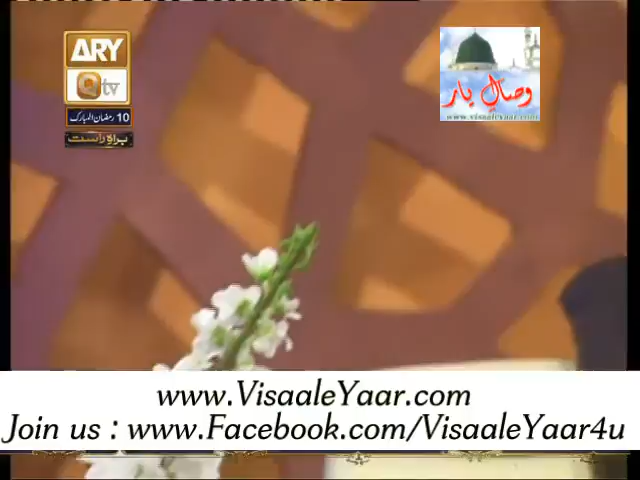 ARY
Qtv
10 رمضان المبارک
براہ راست
وصالِ یار
www.visaaleyaar.com
www.VisaaleYaar.com
Join us : www.Facebook.com/VisaaleYaar4u